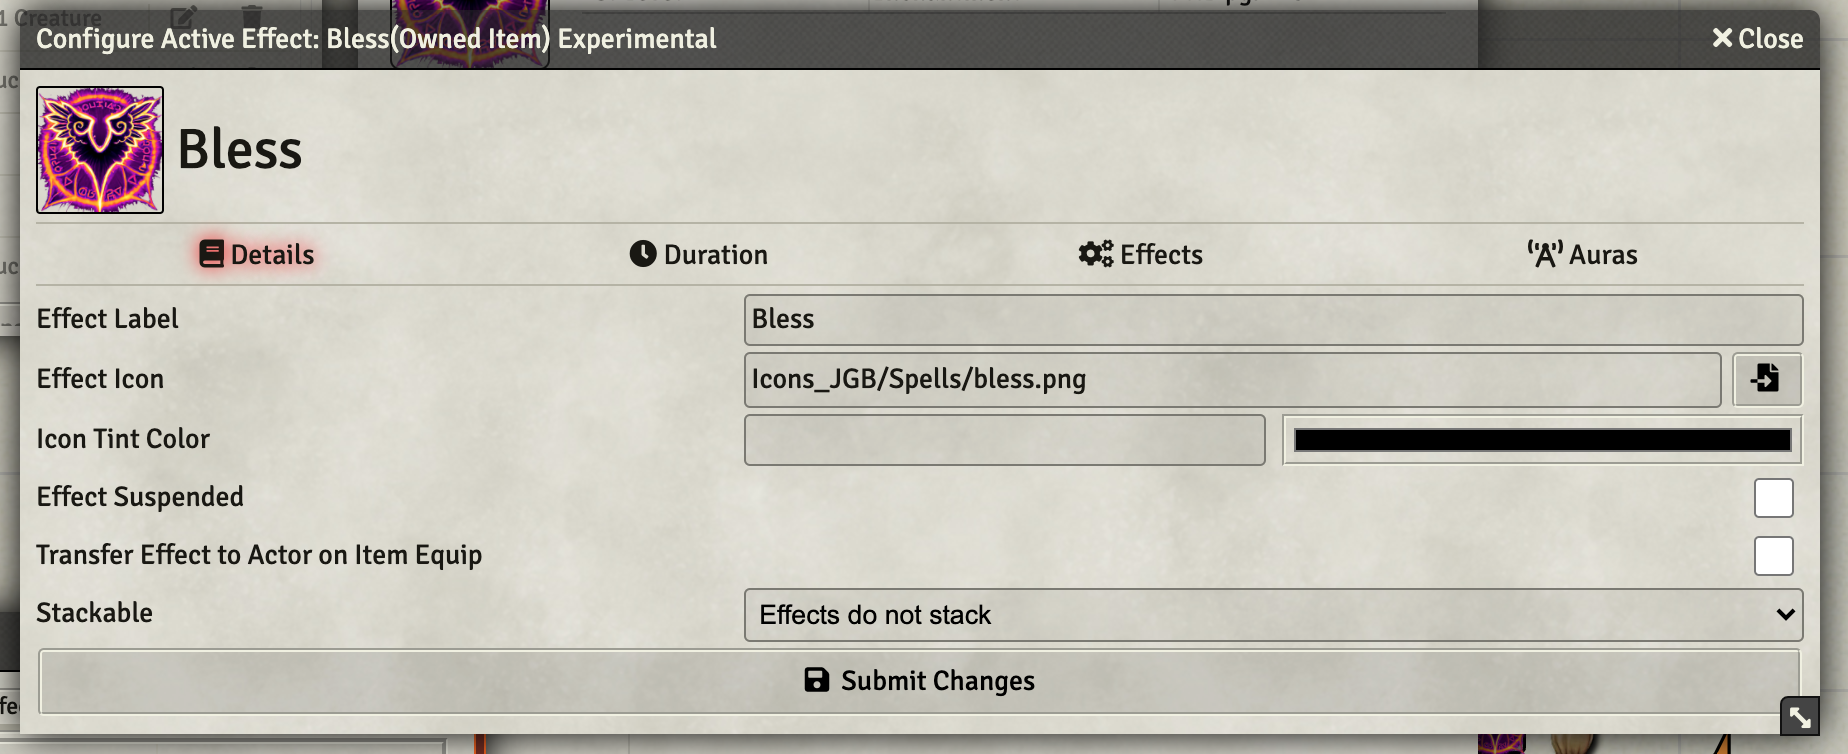 1 Creature
Configure Active Effect: Bless(Owned Item) Experimental
Close
Bless
Details
Duration
Effects
Auras
Effect Label
Bless
Effect Icon
Icons_JGB/Spells/bless.png
Icon Tint Color
Effect Suspended
Transfer Effect to Actor on Item Equip
Stackable
Effects do not stack
Submit Changes